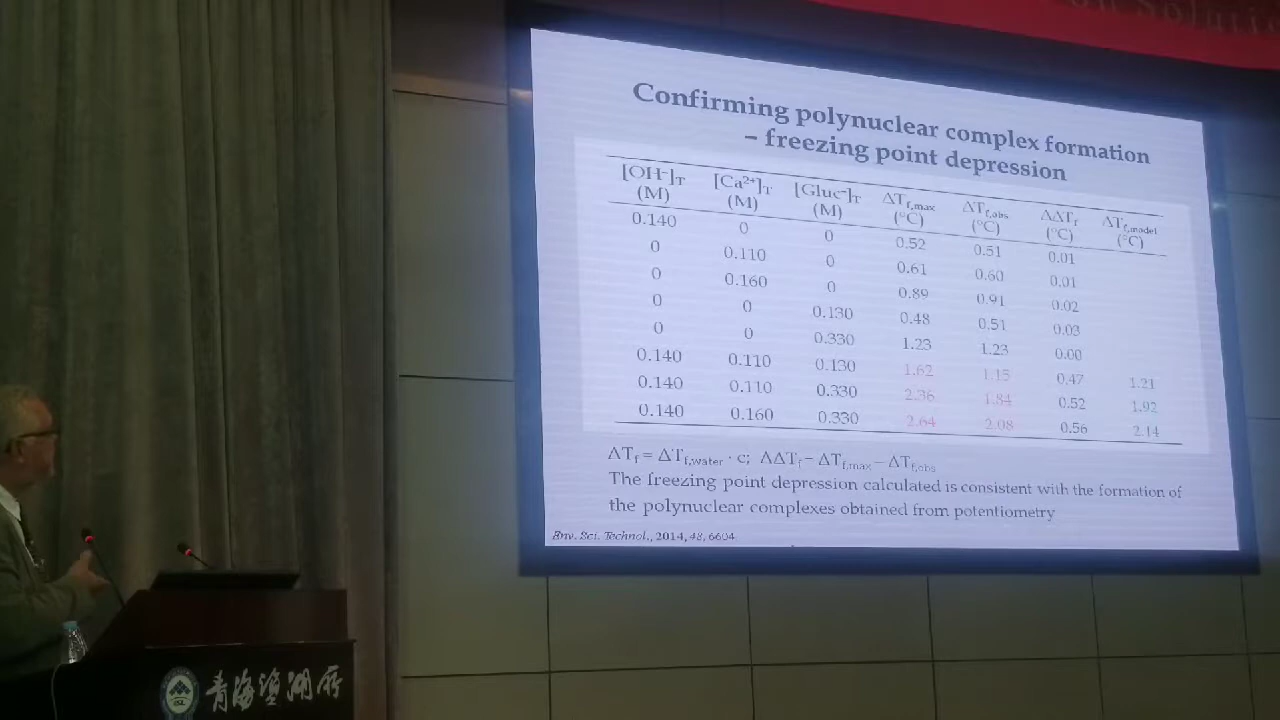 on Solutio
Confirming polynuclear complex formation
– freezing point depression
[OH⁻]T (M) [Ca²⁺]T (M) [Gluc⁻]T (M) ΔTf,max (°C) ΔTf,obs (°C) ΔΔTf (°C) ΔTf,model (°C)
0.140 0 0 0.52 0.51 0.01
0 0.110 0 0.61 0.60 0.01
0 0.160 0 0.89 0.91 0.02
0 0 0.130 0.48 0.51 0.03
0 0 0.330 1.23 1.23 0.00
0.140 0.110 0.130 1.62 1.15 0.47 1.21
0.140 0.110 0.330 2.36 1.84 0.52 1.92
0.140 0.160 0.330 2.64 2.08 0.56 2.14
ΔTf = ΔTf,water · c; ΔΔTf = ΔTf,max – ΔTf,obs
The freezing point depression calculated is consistent with the formation of
the polynuclear complexes obtained from potentiometry
Env. Sci. Technol., 2014, 48, 6604
青海盐湖所